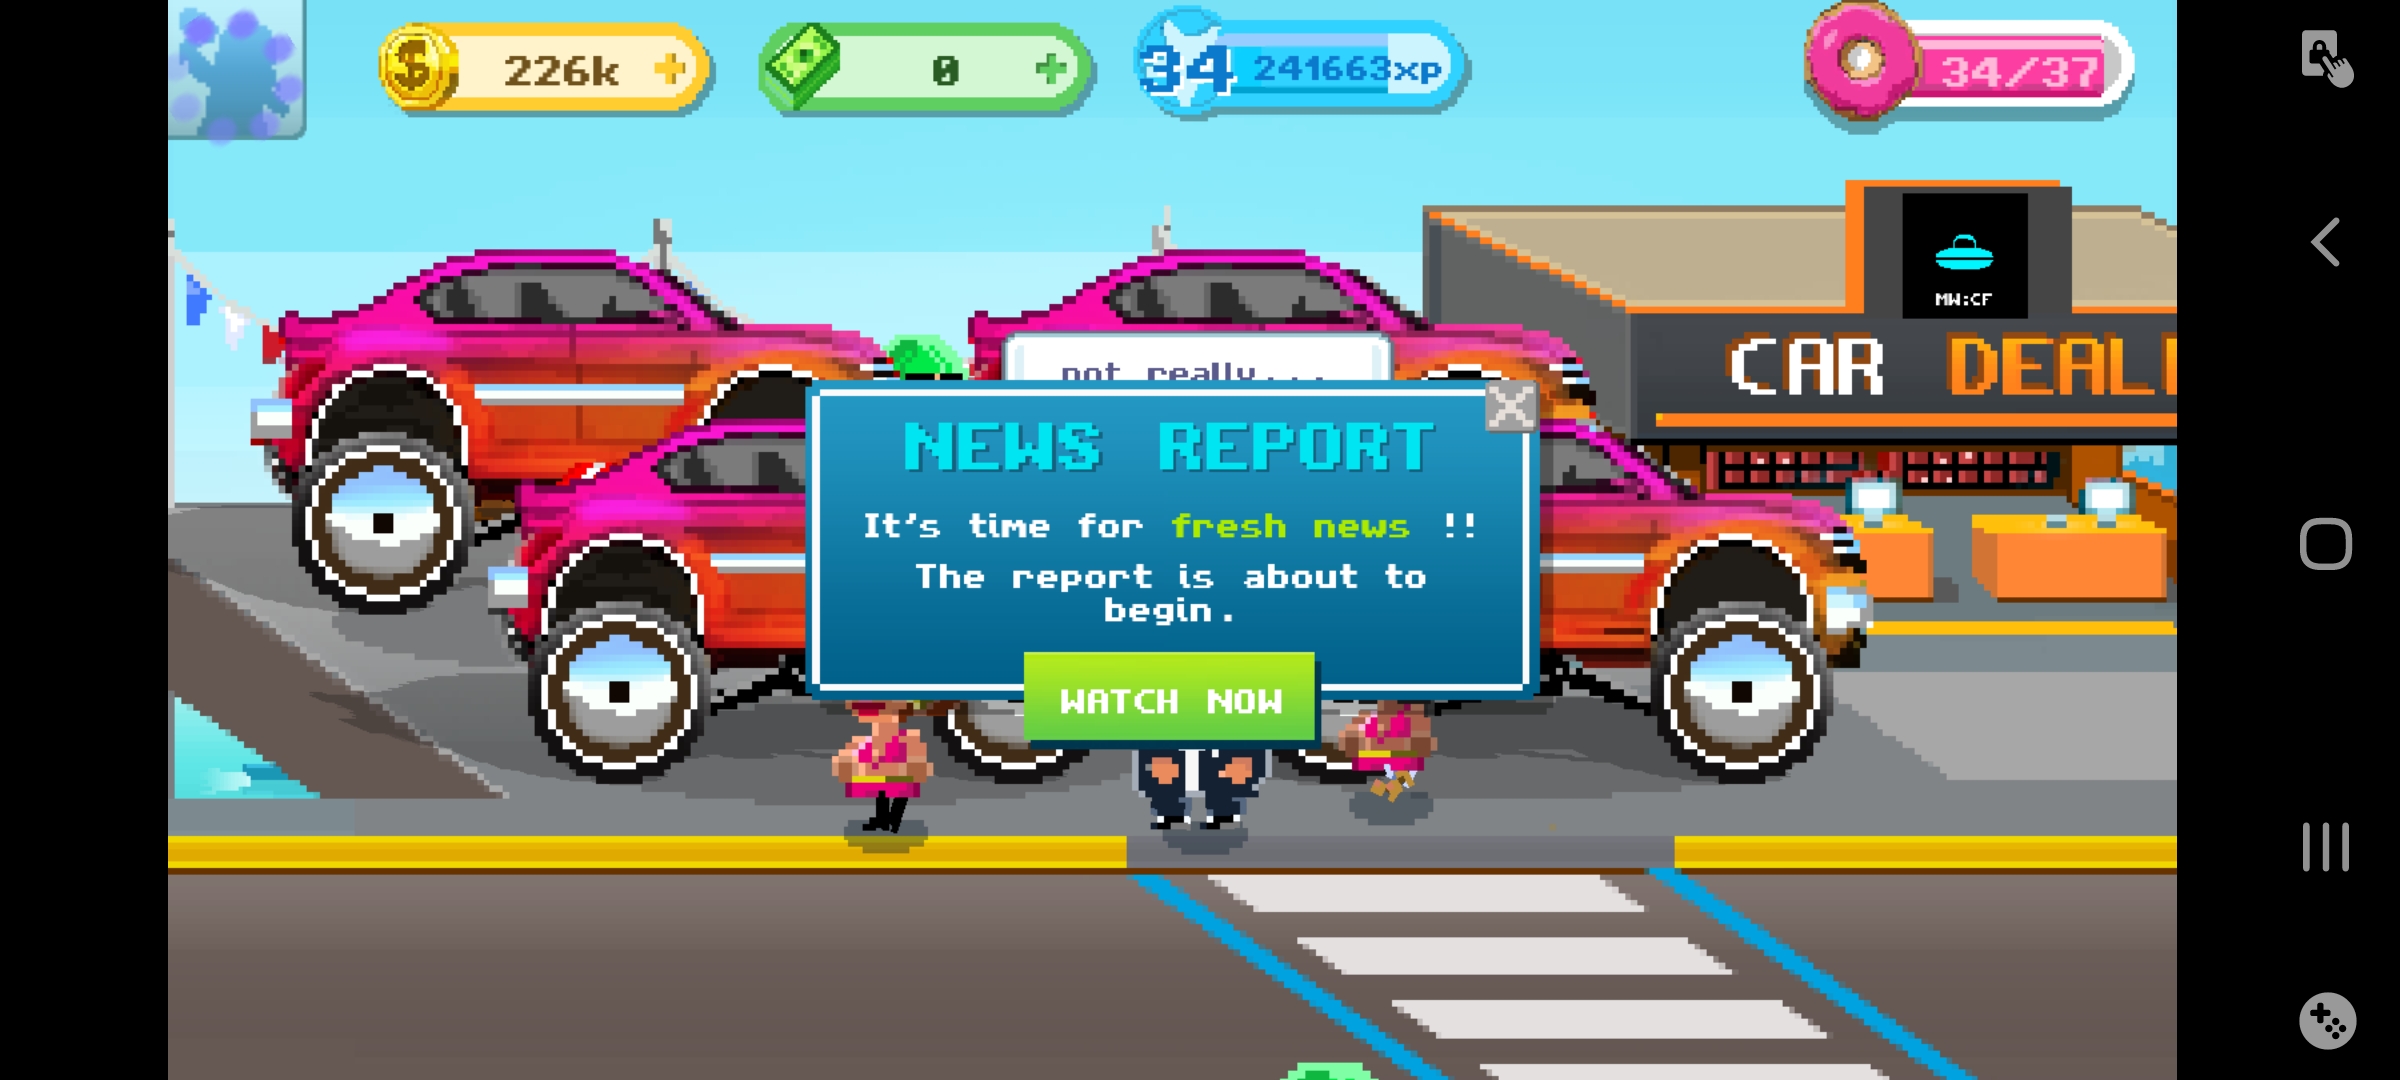 226k
0
34 241663xp
34/37
MW:CF
CAR DEAL
not really...
NEWS REPORT
It's time for fresh news !!
The report is about to
begin.
WATCH NOW